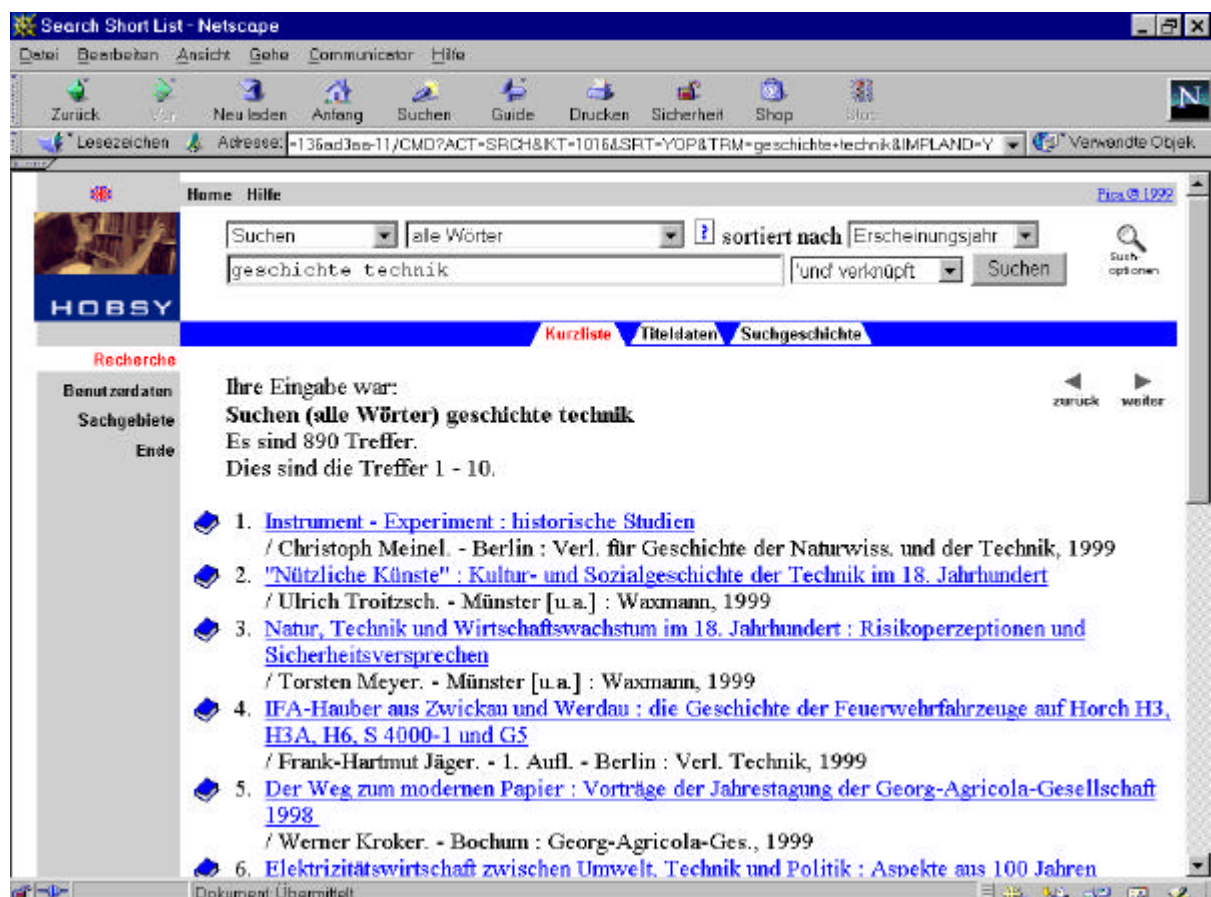 Search Short List - Netscape
Datei Bearbeiten Ansicht Gehe Communicator Hilfe
Zurück Vor Neu laden Anfang Suchen Guide Drucken Sicherheit Shop Stop
Lesezeichen Adresse: -136ad3aa-11/CMD?ACT=SRCH&IKT=1016&SRT=YOP&TRM=geschichte+technik&IMPLAND=Y Verwandte Objek
Home Hilfe Pica @ 1999
Suchen alle Wörter ? sortiert nach Erscheinungsjahr
geschichte technik 'und' verknüpft Suchen
Such-
optionen
HOBSY
Kurzliste Titeldaten Suchgeschichte
Recherche
Benutzerdaten
Sachgebiete
Ende
zurück weiter
Ihre Eingabe war:
Suchen (alle Wörter) geschichte technik
Es sind 890 Treffer.
Dies sind die Treffer 1 - 10.
1. Instrument - Experiment : historische Studien
/ Christoph Meinel. - Berlin : Verl. für Geschichte der Naturwiss. und der Technik, 1999
2. "Nützliche Künste" : Kultur- und Sozialgeschichte der Technik im 18. Jahrhundert
/ Ulrich Troitzsch. - Münster [u.a.] : Waxmann, 1999
3. Natur, Technik und Wirtschaftswachstum im 18. Jahrhundert : Risikoperzeptionen und
Sicherheitsversprechen
/ Torsten Meyer. - Münster [u.a.] : Waxmann, 1999
4. IFA-Hauber aus Zwickau und Werdau : die Geschichte der Feuerwehrfahrzeuge auf Horch H3,
H3A, H6, S 4000-1 und G5
/ Frank-Hartmut Jäger. - 1. Aufl. - Berlin : Verl. Technik, 1999
5. Der Weg zum modernen Papier : Vorträge der Jahrestagung der Georg-Agricola-Gesellschaft
1998
/ Werner Kroker. - Bochum : Georg-Agricola-Ges., 1999
6. Elektrizitätswirtschaft zwischen Umwelt, Technik und Politik : Aspekte aus 100 Jahren
Dokument: Übermittelt